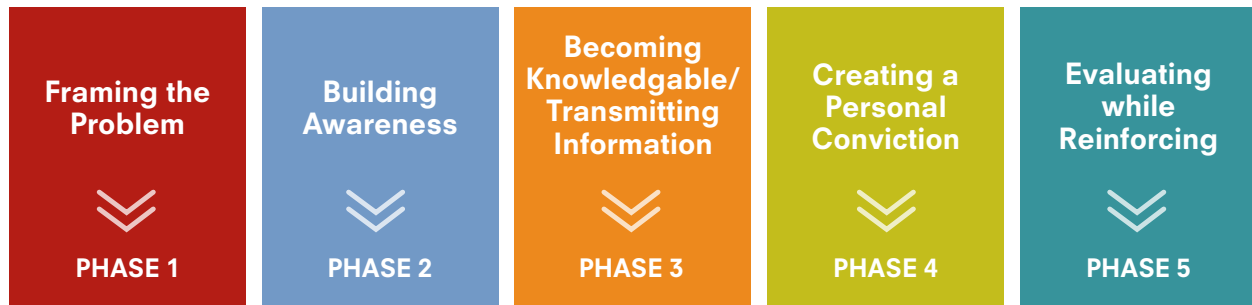 Framing the
Problem
PHASE 1
Building
Awareness
PHASE 2
Becoming
Knowledgable/
Transmitting
Information
PHASE 3
Creating a
Personal
Conviction
PHASE 4
Evaluating
while
Reinforcing
PHASE 5